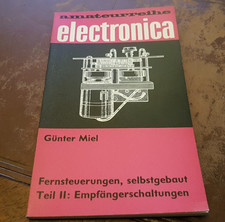 amateurreihe
electronica
Günter Miel
Fernsteuerungen, selbstgebaut
Teil II: Empfängerschaltungen